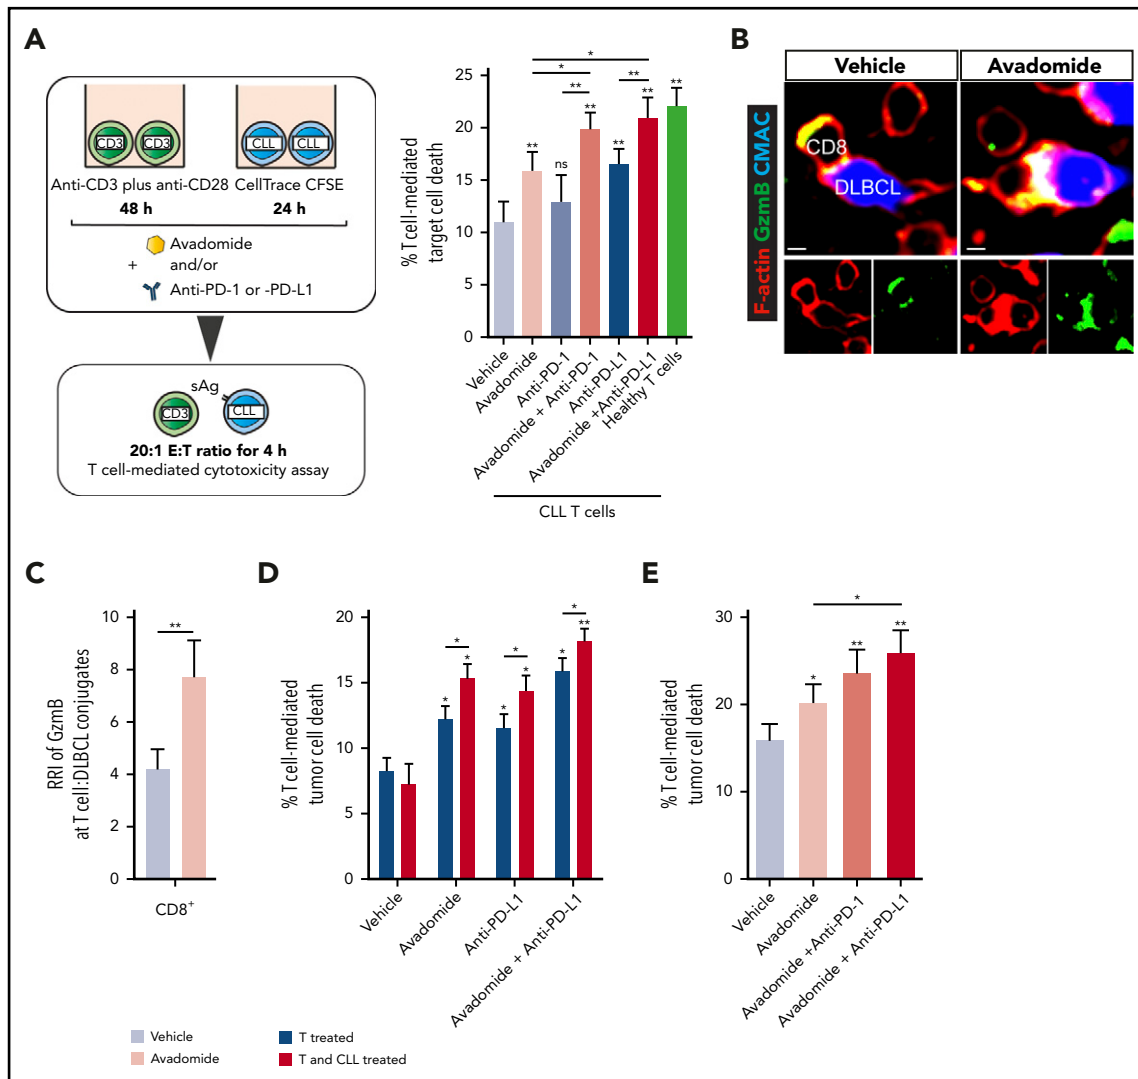 A
CD3
CD3
CLL
CLL
Anti-CD3 plus anti-CD28
CellTrace CFSE
48 h
24 h
+
Avadomide
and/or
Anti-PD-1 or -PD-L1
sAg
CD3
CLL
20:1 E:T ratio for 4 h
T cell-mediated cytotoxicity assay
% T cell-mediated
target cell death
25
20
15
10
5
0
*
*
**
**
**
ns
**
**
**
**
Vehicle
Avadomide
Anti-PD-1
Avadomide + Anti-PD-1
Anti-PD-L1
Avadomide +Anti-PD-L1
Healthy T cells
CLL T cells
B
Vehicle
Avadomide
F-actin GzmB CMAC
CD8
DLBCL
C
RRI of GzmB
at T cell:DLBCL conjugates
10
8
6
4
2
0
**
CD8+
D
% T cell-mediated
tumor cell death
20
15
10
5
0
*
*
*
*
*
*
*
*
**
Vehicle
Avadomide
Anti-PD-L1
Avadomide + Anti-PD-L1
E
% T cell-mediated
tumor cell death
30
20
10
0
*
*
**
**
Vehicle
Avadomide
Avadomide +Anti-PD-1
Avadomide + Anti-PD-L1
Vehicle
Avadomide
T treated
T and CLL treated